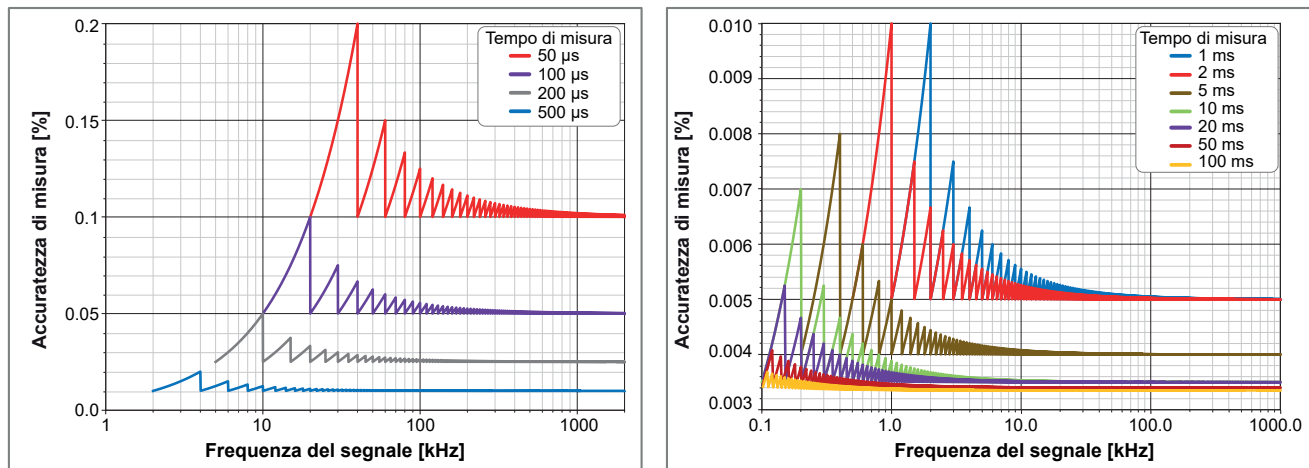 Accuratezza di misura [%]
0.2
0.15
0.1
0.05
0.0
Tempo di misura
50 µs
100 µs
200 µs
500 µs
1 10 100 1000
Frequenza del segnale [kHz]
Accuratezza di misura [%]
0.010
0.009
0.008
0.007
0.006
0.005
0.004
0.003
Tempo di misura
1 ms
2 ms
5 ms
10 ms
20 ms
50 ms
100 ms
0.1 1.0 10.0 100.0 1000.0
Frequenza del segnale [kHz]